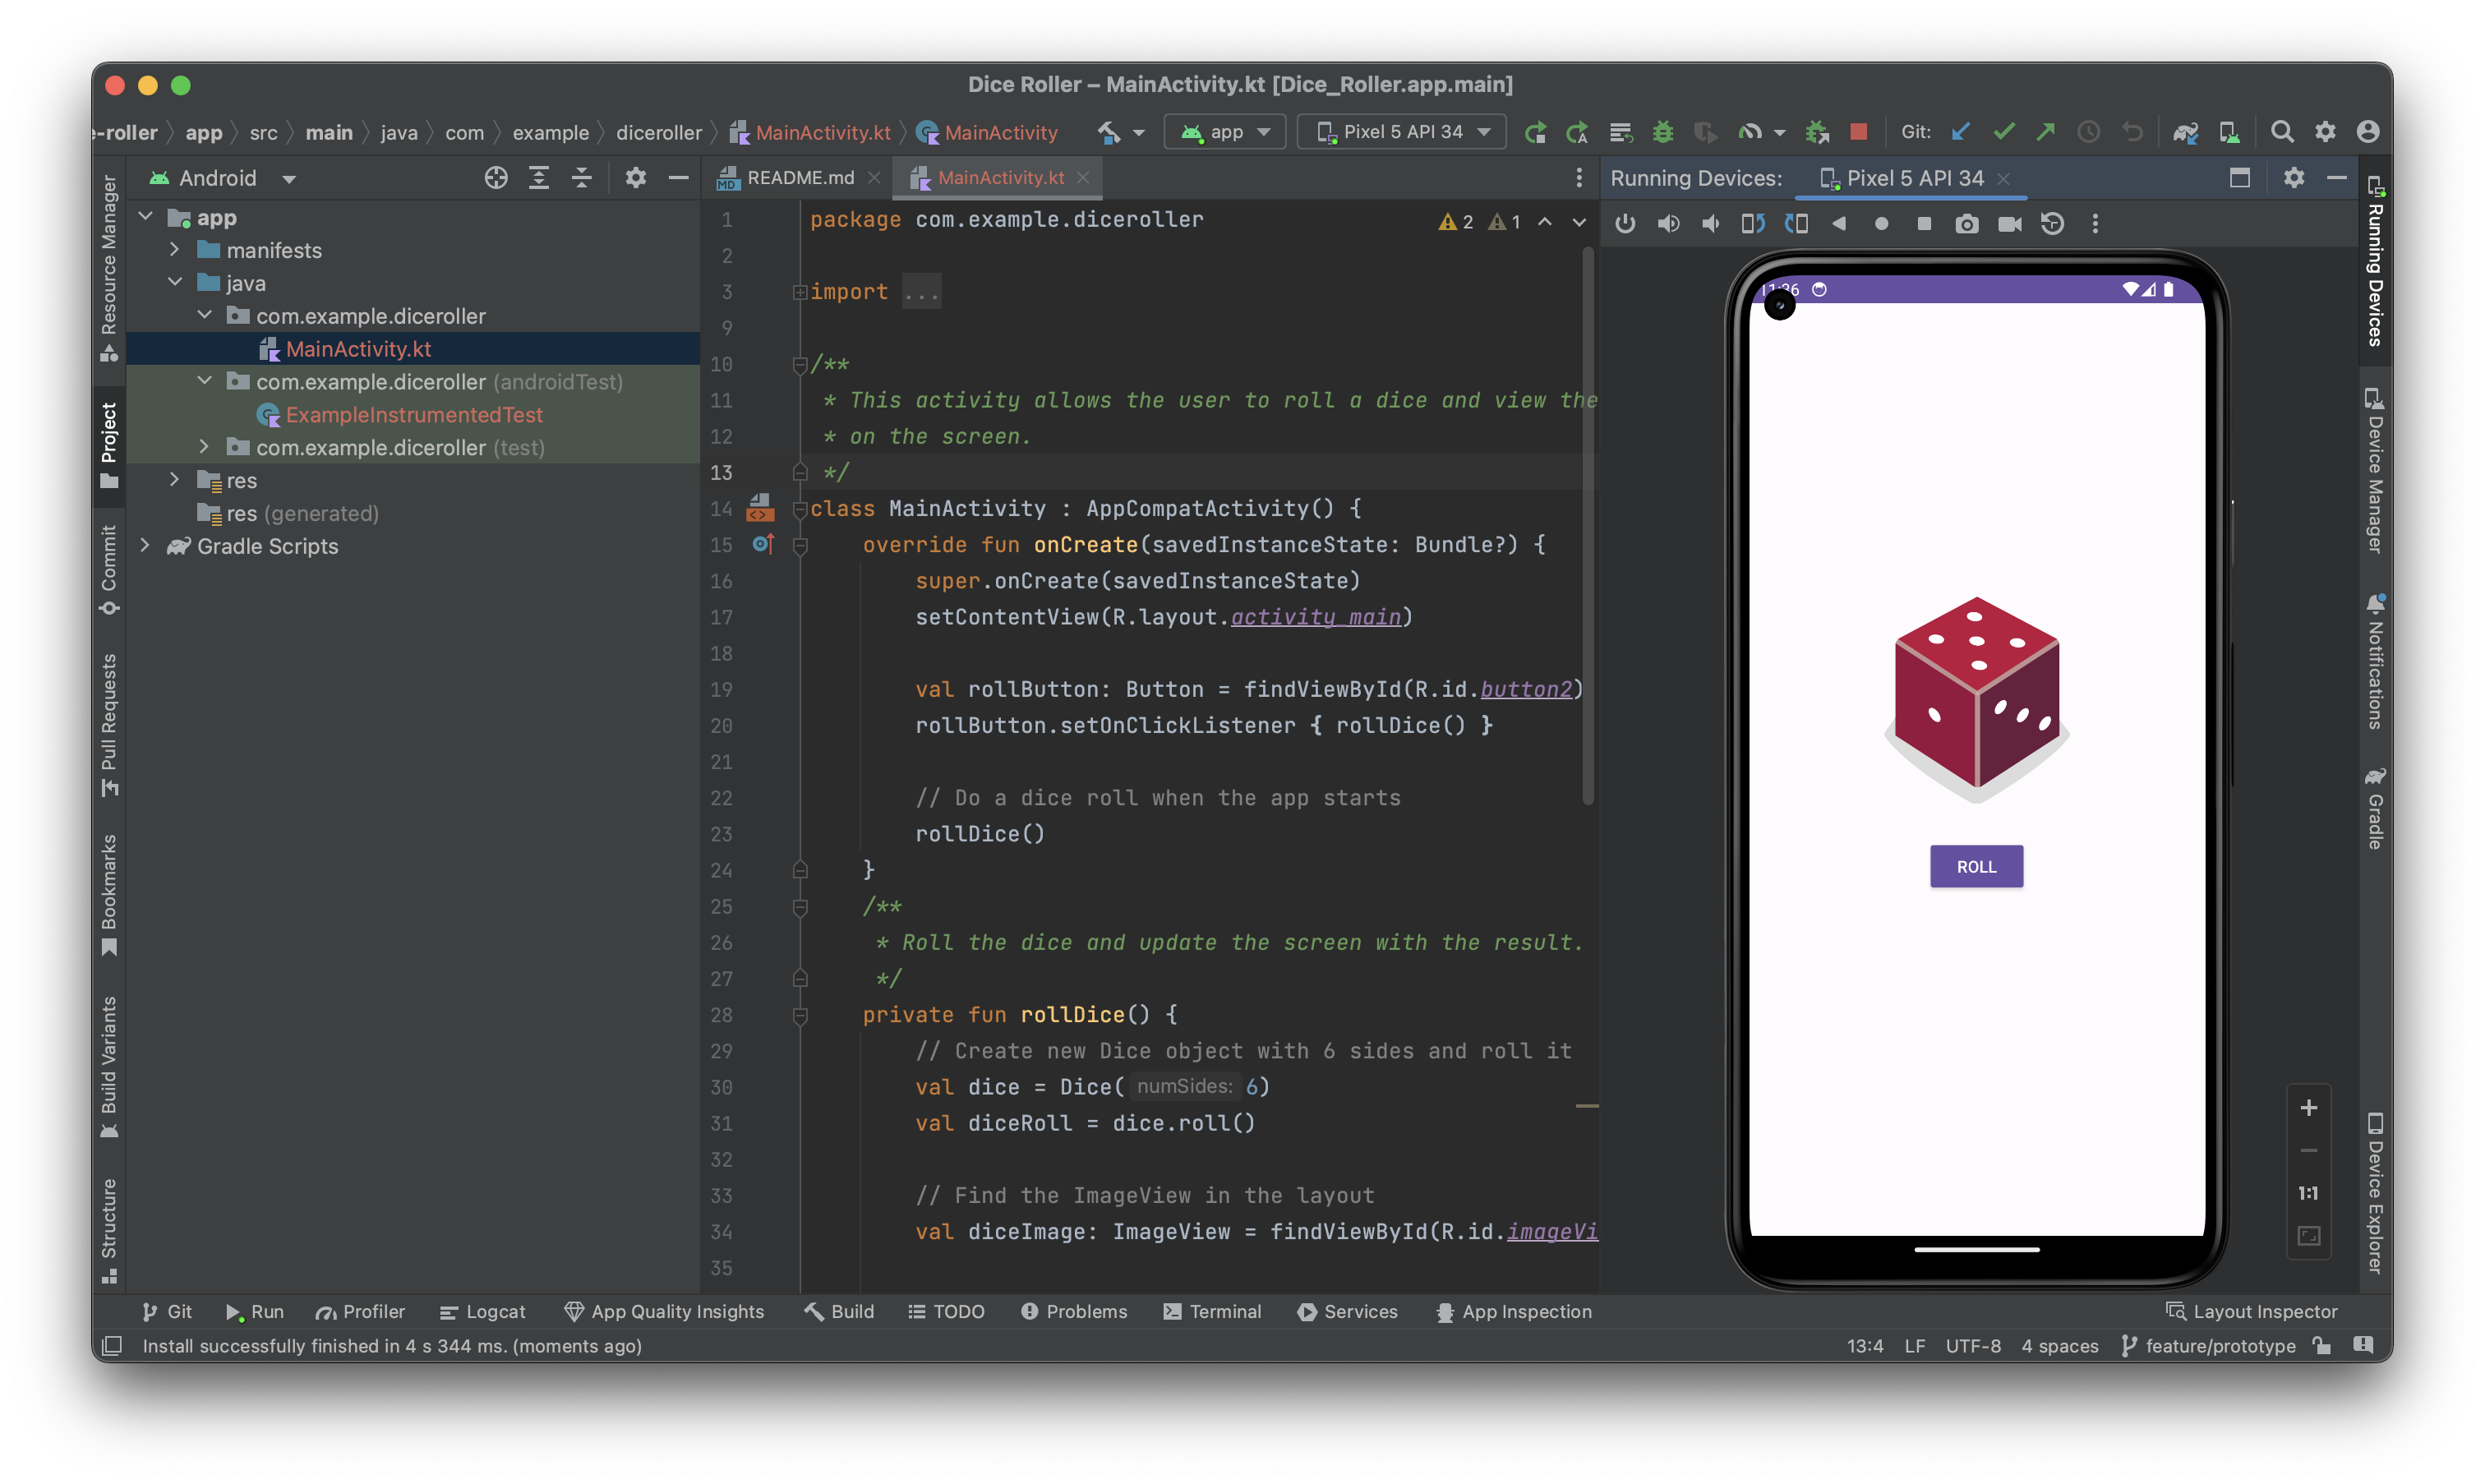 Dice Roller – MainActivity.kt [Dice_Roller.app.main]
e-roller app src main java com example diceroller MainActivity.kt MainActivity app Pixel 5 API 34 Git:
Android
README.md MainActivity.kt
Running Devices: Pixel 5 API 34
Resource Manager
Project
Commit
Pull Requests
Bookmarks
Build Variants
Structure
app
manifests
java
com.example.diceroller
MainActivity.kt
com.example.diceroller (androidTest)
ExampleInstrumentedTest
com.example.diceroller (test)
res
res (generated)
Gradle Scripts
1 package com.example.diceroller
2 1
2
3 import ...
9
10 /**
11 * This activity allows the user to roll a dice and view the
12 * on the screen.
13 */
14 class MainActivity : AppCompatActivity() {
15 override fun onCreate(savedInstanceState: Bundle?) {
16 super.onCreate(savedInstanceState)
17 setContentView(R.layout.activity_main)
18
19 val rollButton: Button = findViewById(R.id.button2)
20 rollButton.setOnClickListener { rollDice() }
21
22 // Do a dice roll when the app starts
23 rollDice()
24 }
25 /**
26 * Roll the dice and update the screen with the result.
27 */
28 private fun rollDice() {
29 // Create new Dice object with 6 sides and roll it
30 val dice = Dice( numSides: 6)
31 val diceRoll = dice.roll()
32
33 // Find the ImageView in the layout
34 val diceImage: ImageView = findViewById(R.id.imageVi
35
ROLL
1:1
Running Devices
Device Manager
Notifications
Gradle
Device Explorer
Git Run Profiler Logcat App Quality Insights Build TODO Problems Terminal Services App Inspection Layout Inspector
Install successfully finished in 4 s 344 ms. (moments ago) 13:4 LF UTF-8 4 spaces feature/prototype